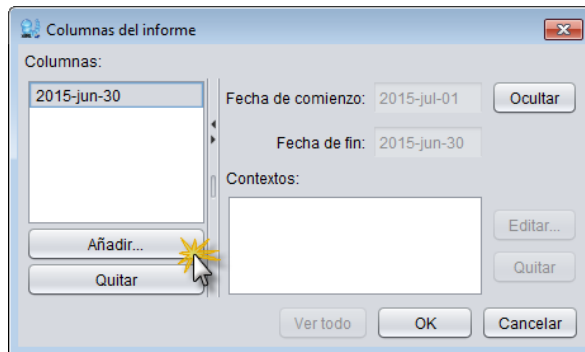 Columnas del informe
Columnas:
2015-jun-30
Añadir...
Quitar
Fecha de comienzo: 2015-jul-01 Ocultar
Fecha de fin: 2015-jun-30
Contextos:
Editar...
Quitar
Ver todo OK Cancelar